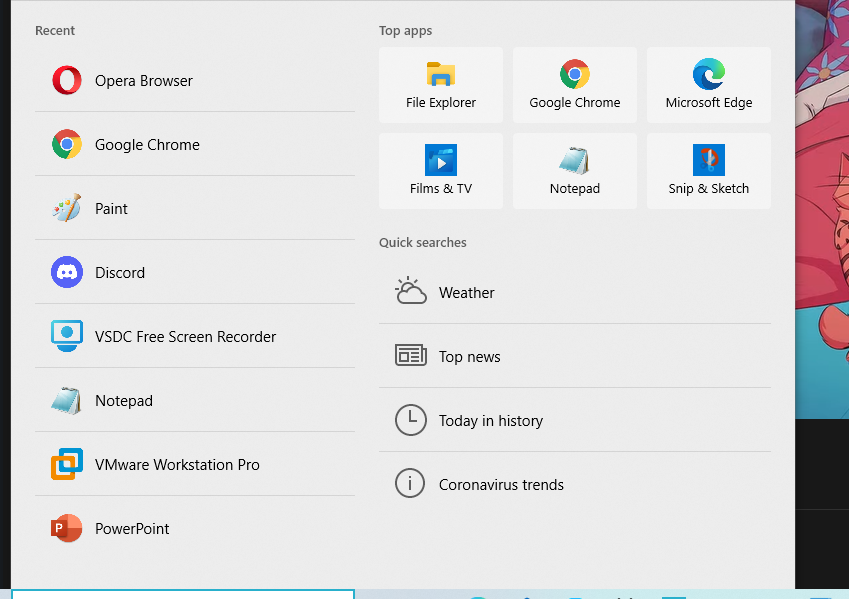 Recent
Opera Browser
Google Chrome
Paint
Discord
VSDC Free Screen Recorder
Notepad
VMware Workstation Pro
P
PowerPoint
Top apps
File Explorer
Google Chrome
Microsoft Edge
Films & TV
Notepad
Snip & Sketch
Quick searches
Weather
Top news
Today in history
Coronavirus trends